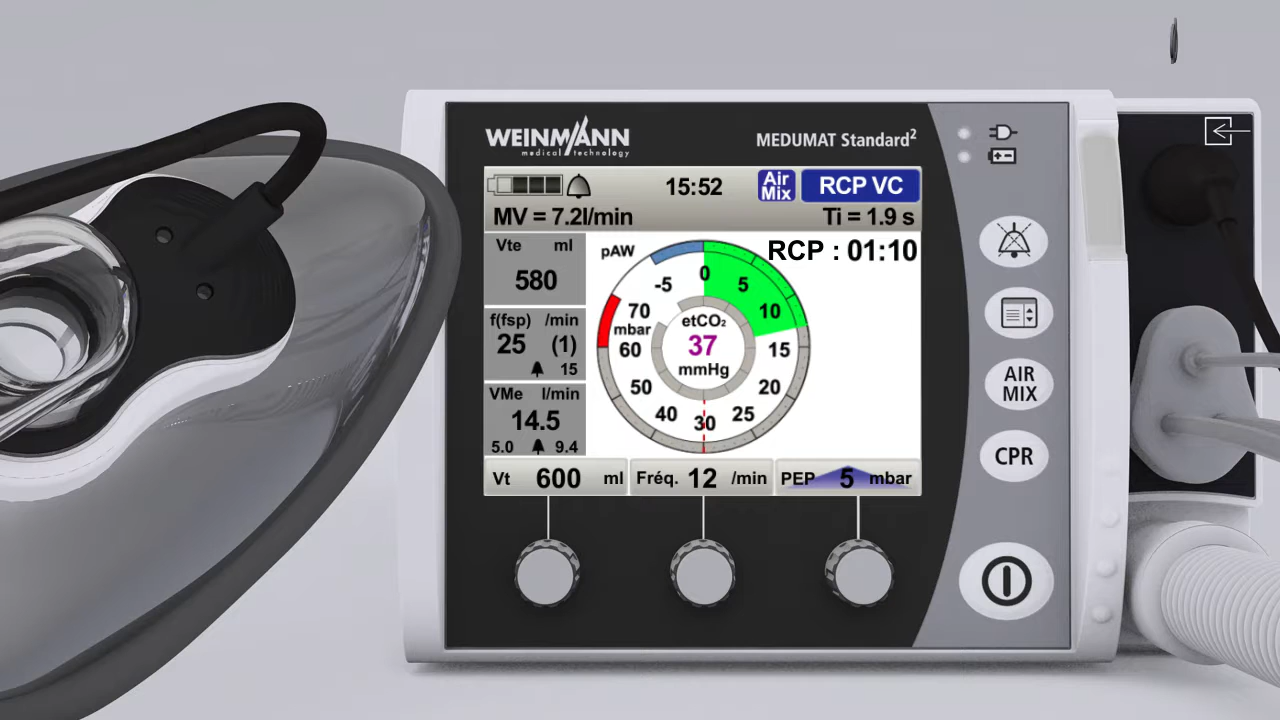 WEINMANN
medical technology
MEDUMAT Standard²
15:52
Air
Mix
RCP VC
MV = 7.2l/min
Ti = 1.9 s
RCP : 01:10
Vte ml
580
f(fsp) /min
25 (1)
15
VMe l/min
14.5
5.0 9.4
pAW
-5 0 5 10 15 20 25 30 40 50 60 70
mbar
etCO₂
37
mmHg
Vt 600 ml
Fréq. 12 /min
PEP 5 mbar
AIR
MIX
CPR